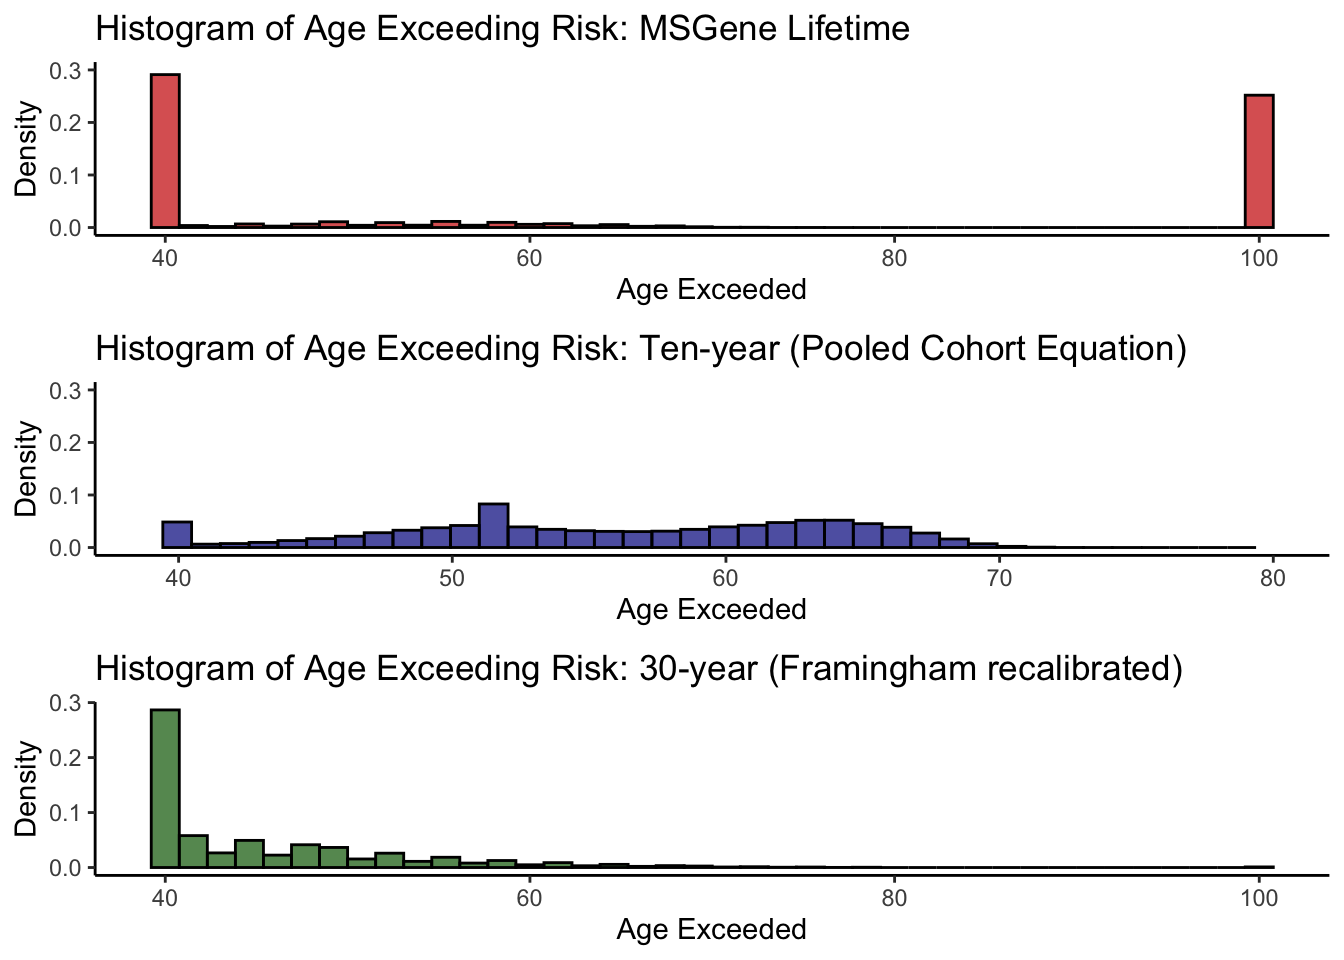 Histogram of Age Exceeding Risk: MSGene Lifetime
0.3
0.2
0.1
0.0
Density
40 60 80 100
Age Exceeded
Histogram of Age Exceeding Risk: Ten-year (Pooled Cohort Equation)
0.3
0.2
0.1
0.0
Density
40 50 60 70 80
Age Exceeded
Histogram of Age Exceeding Risk: 30-year (Framingham recalibrated)
0.3
0.2
0.1
0.0
Density
40 60 80 100
Age Exceeded